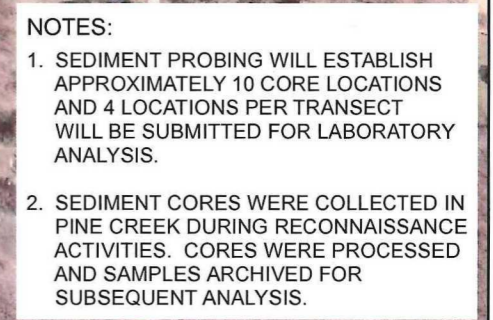 NOTES:
1. SEDIMENT PROBING WILL ESTABLISH
APPROXIMATELY 10 CORE LOCATIONS
AND 4 LOCATIONS PER TRANSECT
WILL BE SUBMITTED FOR LABORATORY
ANALYSIS.
2. SEDIMENT CORES WERE COLLECTED IN
PINE CREEK DURING RECONNAISSANCE
ACTIVITIES. CORES WERE PROCESSED
AND SAMPLES ARCHIVED FOR
SUBSEQUENT ANALYSIS.